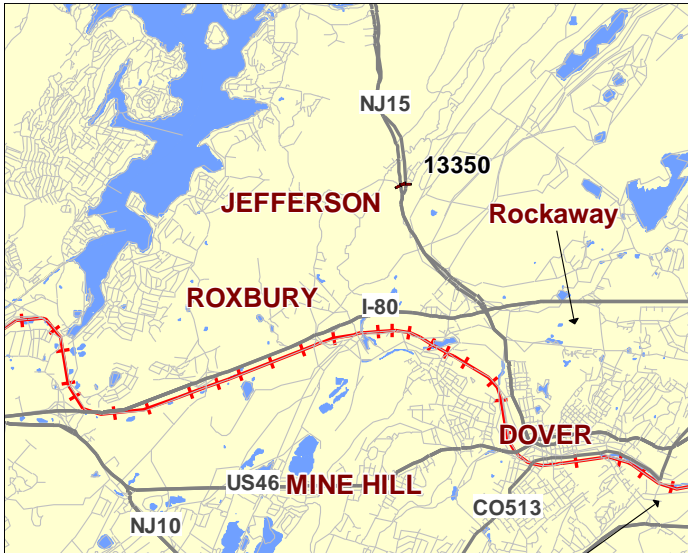 NJ15
13350
JEFFERSON
Rockaway
ROXBURY
I-80
DOVER
US46
MINE HILL
CO513
NJ10